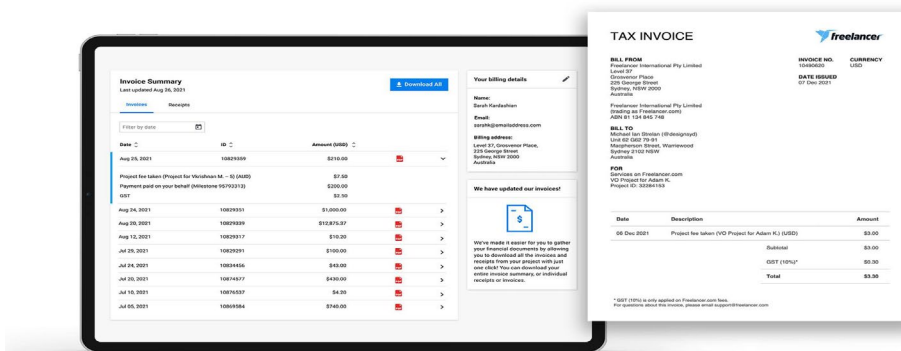 Invoice Summary
Last updated Aug 26, 2021
Download All
Invoices Receipts
Filter by date
Date ID Amount (USD)
Aug 25, 2021 10829359 $210.00
Project fee taken (Project for Vkrishnan M. – 5) (AUD) $7.50
Payment paid on your behalf (Milestone 95793213) $200.00
GST $2.50
Aug 24, 2021 10829351 $1,000.00
Aug 20, 2021 10829339 $12,875.37
Aug 12, 2021 10829317 $10.20
Jul 29, 2021 10829291 $100.00
Jul 24, 2021 10834456 $43.00
Jul 20, 2021 10874577 $430.00
Jul 10, 2021 10876537 $4.20
Jul 05, 2021 10869584 $740.00
Your billing details
Name:
Sarah Kardashian
Email:
sarahk@emailaddress.com
Billing address:
Level 37, Grosvenor Place,
225 George Street
Sydney, NSW 2000
Australia
We have updated our invoices!
$
We've made it easier for you to gather
your financial documents by allowing
you to download all the invoices and
receipts from your project with just
one click! You can download your
entire invoice summary, or individual
receipts or invoices.
TAX INVOICE
freelancer
BILL FROM
Freelancer International Pty Limited
Level 37
Grosvenor Place
225 George Street
Sydney, NSW 2000
Australia
Freelancer International Pty Limited
(trading as Freelancer.com)
ABN 81 134 845 748
INVOICE NO. CURRENCY
10490620 USD
DATE ISSUED
07 Dec 2021
BILL TO
Michael Ian Strelan (@designsyd)
Unit 62 G62 79-91
Macpherson Street, Warriewood
Sydney 2102 NSW
Australia
FOR
Services on Freelancer.com
VO Project for Adam K.
Project ID: 32284153
Date Description Amount
06 Dec 2021 Project fee taken (VO Project for Adam K.) (USD) $3.00
Subtotal $3.00
GST (10%)* $0.30
Total $3.30
* GST (10%) is only applied on Freelancer.com fees.
For questions about this invoice, please email support@freelancer.com